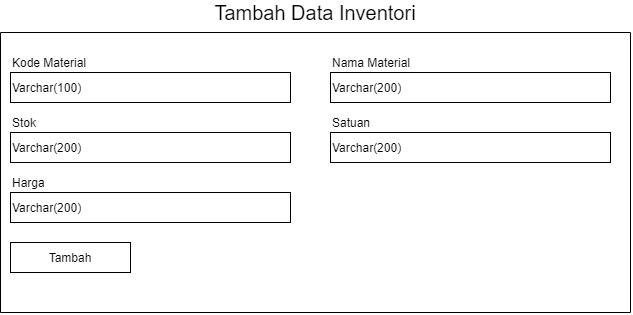 Tambah Data Inventori
Kode Material
Nama Material
Varchar(100)
Varchar(200)
Stok
Satuan
Varchar(200)
Varchar(200)
Harga
Varchar(200)
Tambah